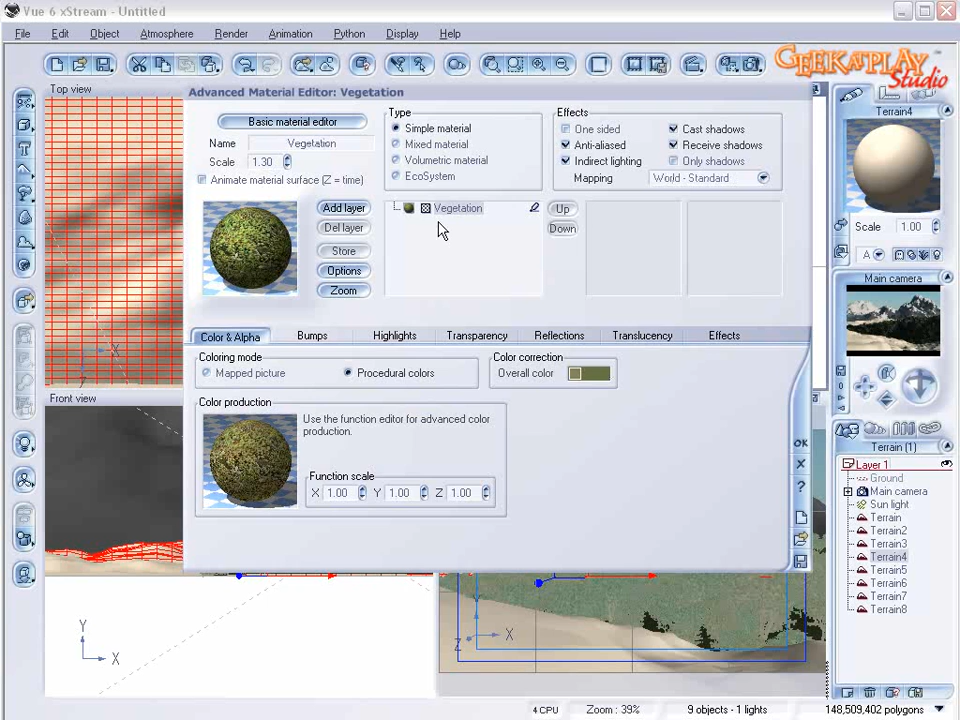 Vue 6 xStream - Untitled
File Edit Object Atmosphere Render Animation Python Display Help
GEEKATPLAY Studio
Top view
Advanced Material Editor: Vegetation
Basic material editor
Name Vegetation
Scale 1.30
Animate material surface (Z = time)
Type
Simple material
Mixed material
Volumetric material
EcoSystem
Effects
One sided
Cast shadows
Anti-aliased
Receive shadows
Indirect lighting
Only shadows
Mapping World - Standard
Add layer
Del layer
Store
Options
Zoom
Vegetation
Up
Down
Color & Alpha Bumps Highlights Transparency Reflections Translucency Effects
Coloring mode
Mapped picture Procedural colors
Color correction
Overall color
Color production
Use the function editor for advanced color
production.
Function scale
X 1.00 Y 1.00 Z 1.00
OK
Front view
Y
X
Z X
X
Terrain4
Scale 1.00
A
Main camera
Terrain (1)
Layer 1
Ground
Main camera
Sun light
Terrain
Terrain2
Terrain3
Terrain4
Terrain5
Terrain6
Terrain7
Terrain8
4 CPU Zoom : 39% 9 objects - 1 lights 148,509,402 polygons